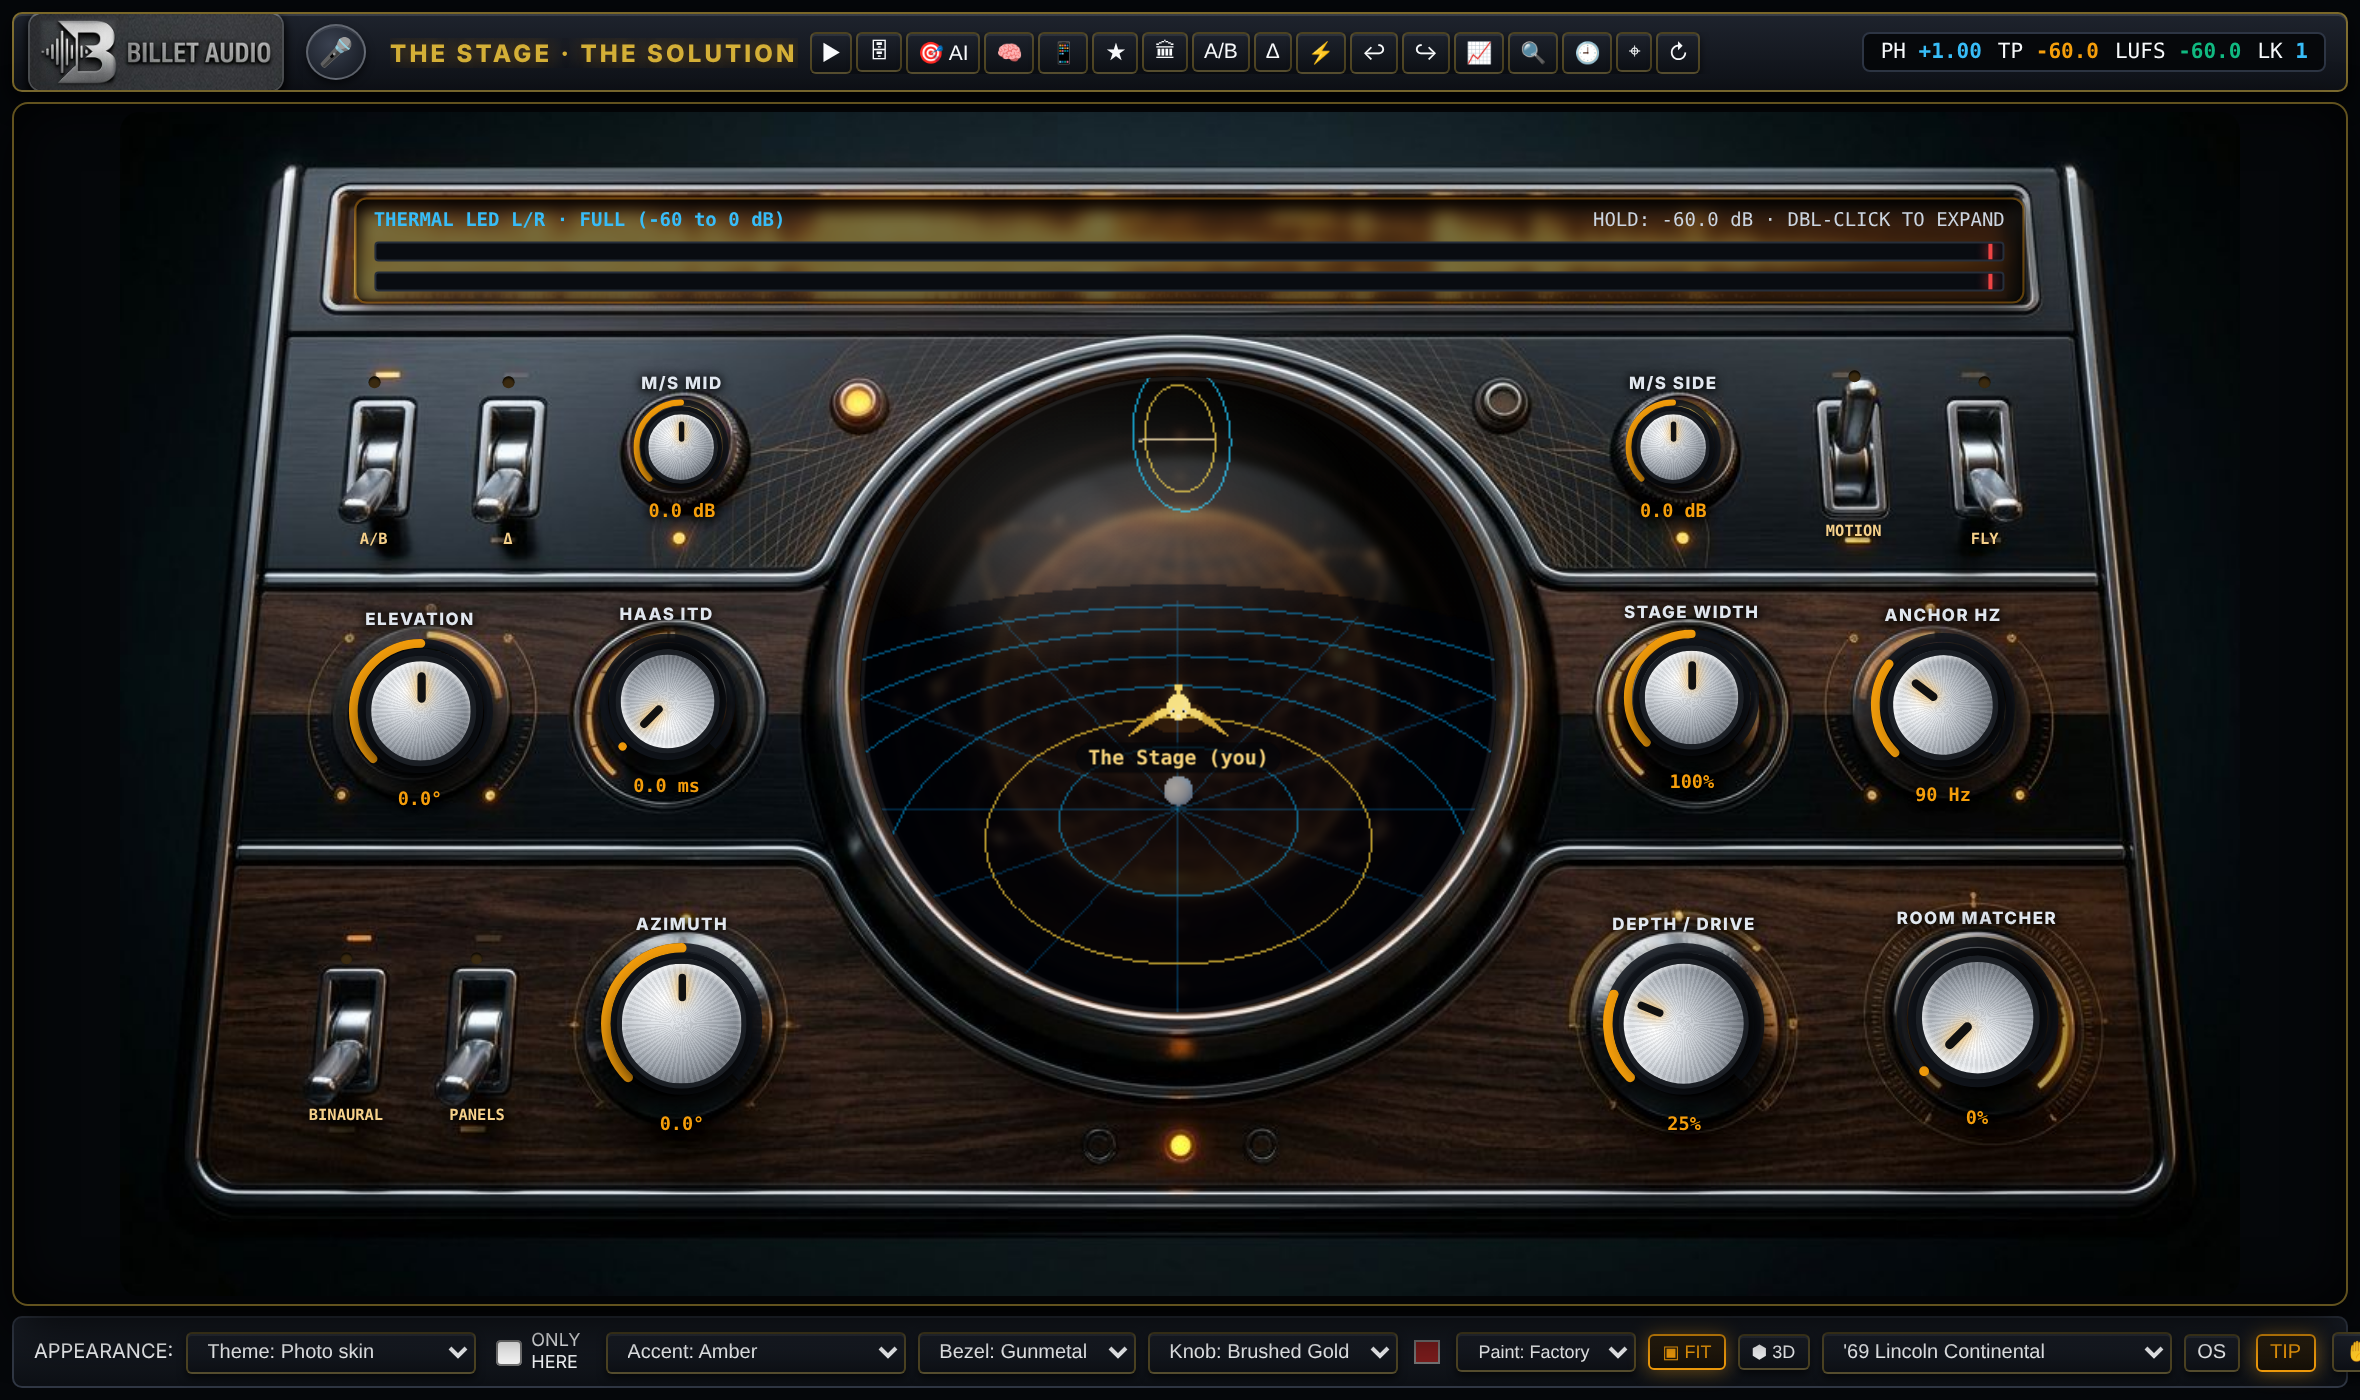 BILLET AUDIO
THE STAGE · THE SOLUTION
AI
A/B
Δ
PH +1.00 TP -60.0 LUFS -60.0 LK 1
THERMAL LED L/R · FULL (-60 to 0 dB)
HOLD: -60.0 dB · DBL-CLICK TO EXPAND
M/S MID
0.0 dB
A/B
Δ
M/S SIDE
0.0 dB
MOTION
FLY
ELEVATION
0.0°
HAAS ITD
0.0 ms
The Stage (you)
STAGE WIDTH
100%
ANCHOR HZ
90 Hz
BINAURAL
PANELS
AZIMUTH
0.0°
DEPTH / DRIVE
25%
ROOM MATCHER
0%
APPEARANCE:
Theme: Photo skin
ONLY
HERE
Accent: Amber
Bezel: Gunmetal
Knob: Brushed Gold
Paint: Factory
FIT
3D
'69 Lincoln Continental
OS
TIP